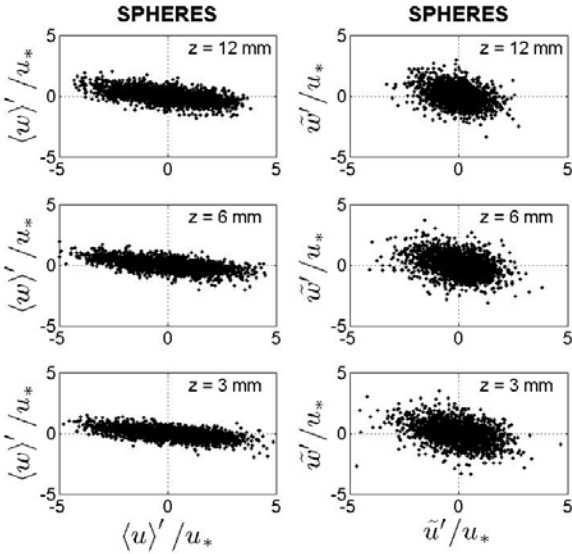 SPHERES SPHERES
5 z = 12 mm 5 z = 12 mm
⟨w⟩′/u* 0 w̃′/u* 0
-5 -5
-5 0 5 -5 0 5
5 z = 6 mm 5 z = 6 mm
⟨w⟩′/u* 0 w̃′/u* 0
-5 -5
-5 0 5 -5 0 5
5 z = 3 mm 5 z = 3 mm
⟨w⟩′/u* 0 w̃′/u* 0
-5 -5
-5 0 5 -5 0 5
⟨u⟩′/u* ũ′/u*